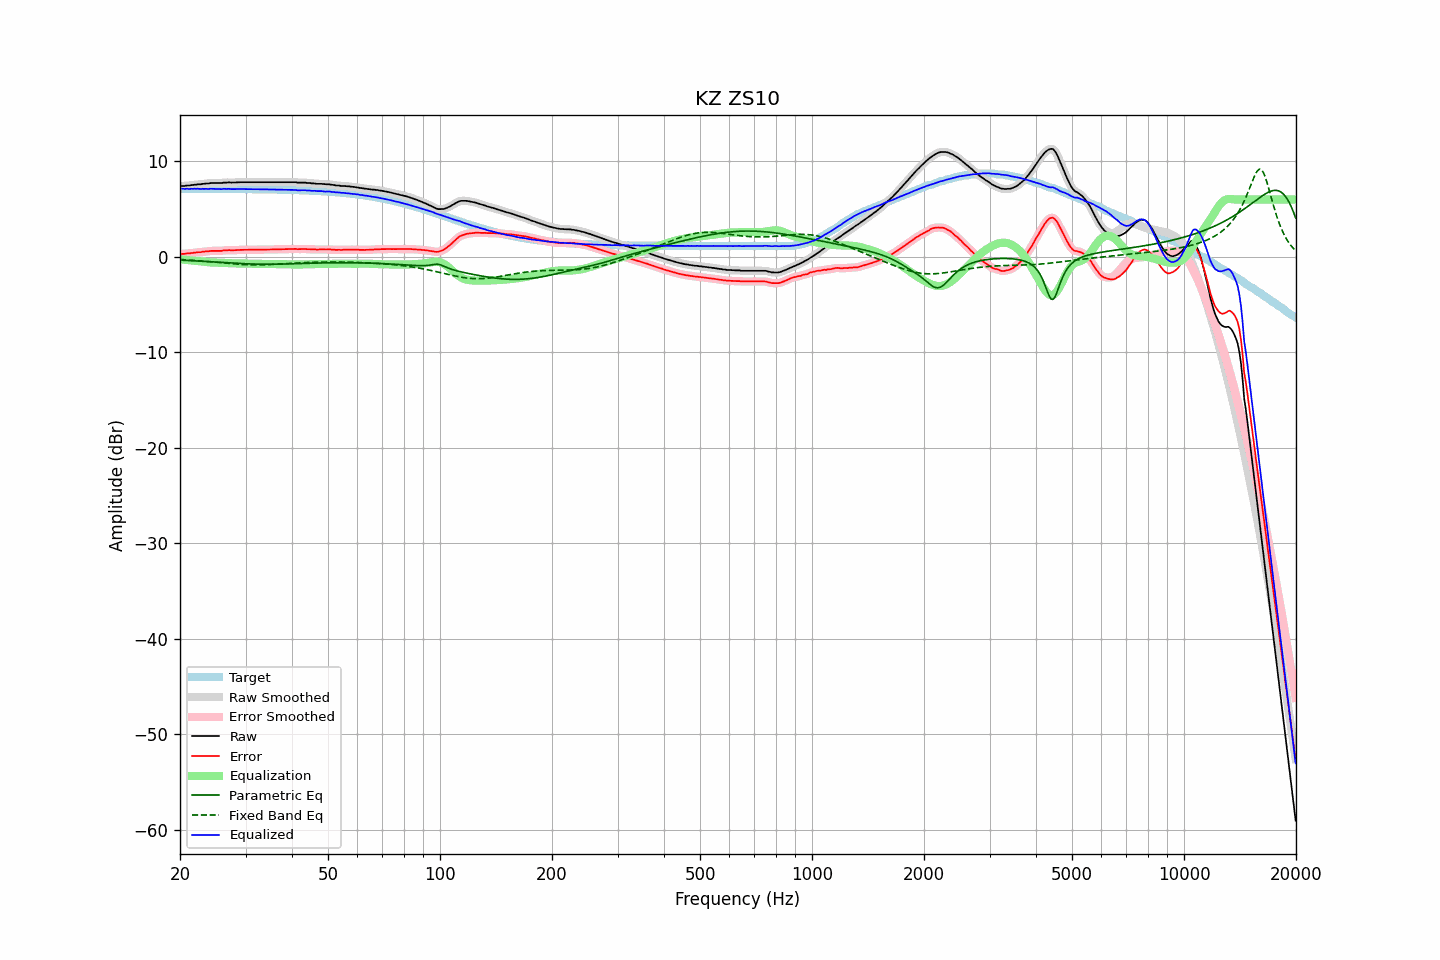 KZ ZS10
10
0
−10
−20
−30
−40
−50
−60
Amplitude (dBr)
Target
Raw Smoothed
Error Smoothed
Raw
Error
Equalization
Parametric Eq
Fixed Band Eq
Equalized
20 50 100 200 500 1000 2000 5000 10000 20000
Frequency (Hz)